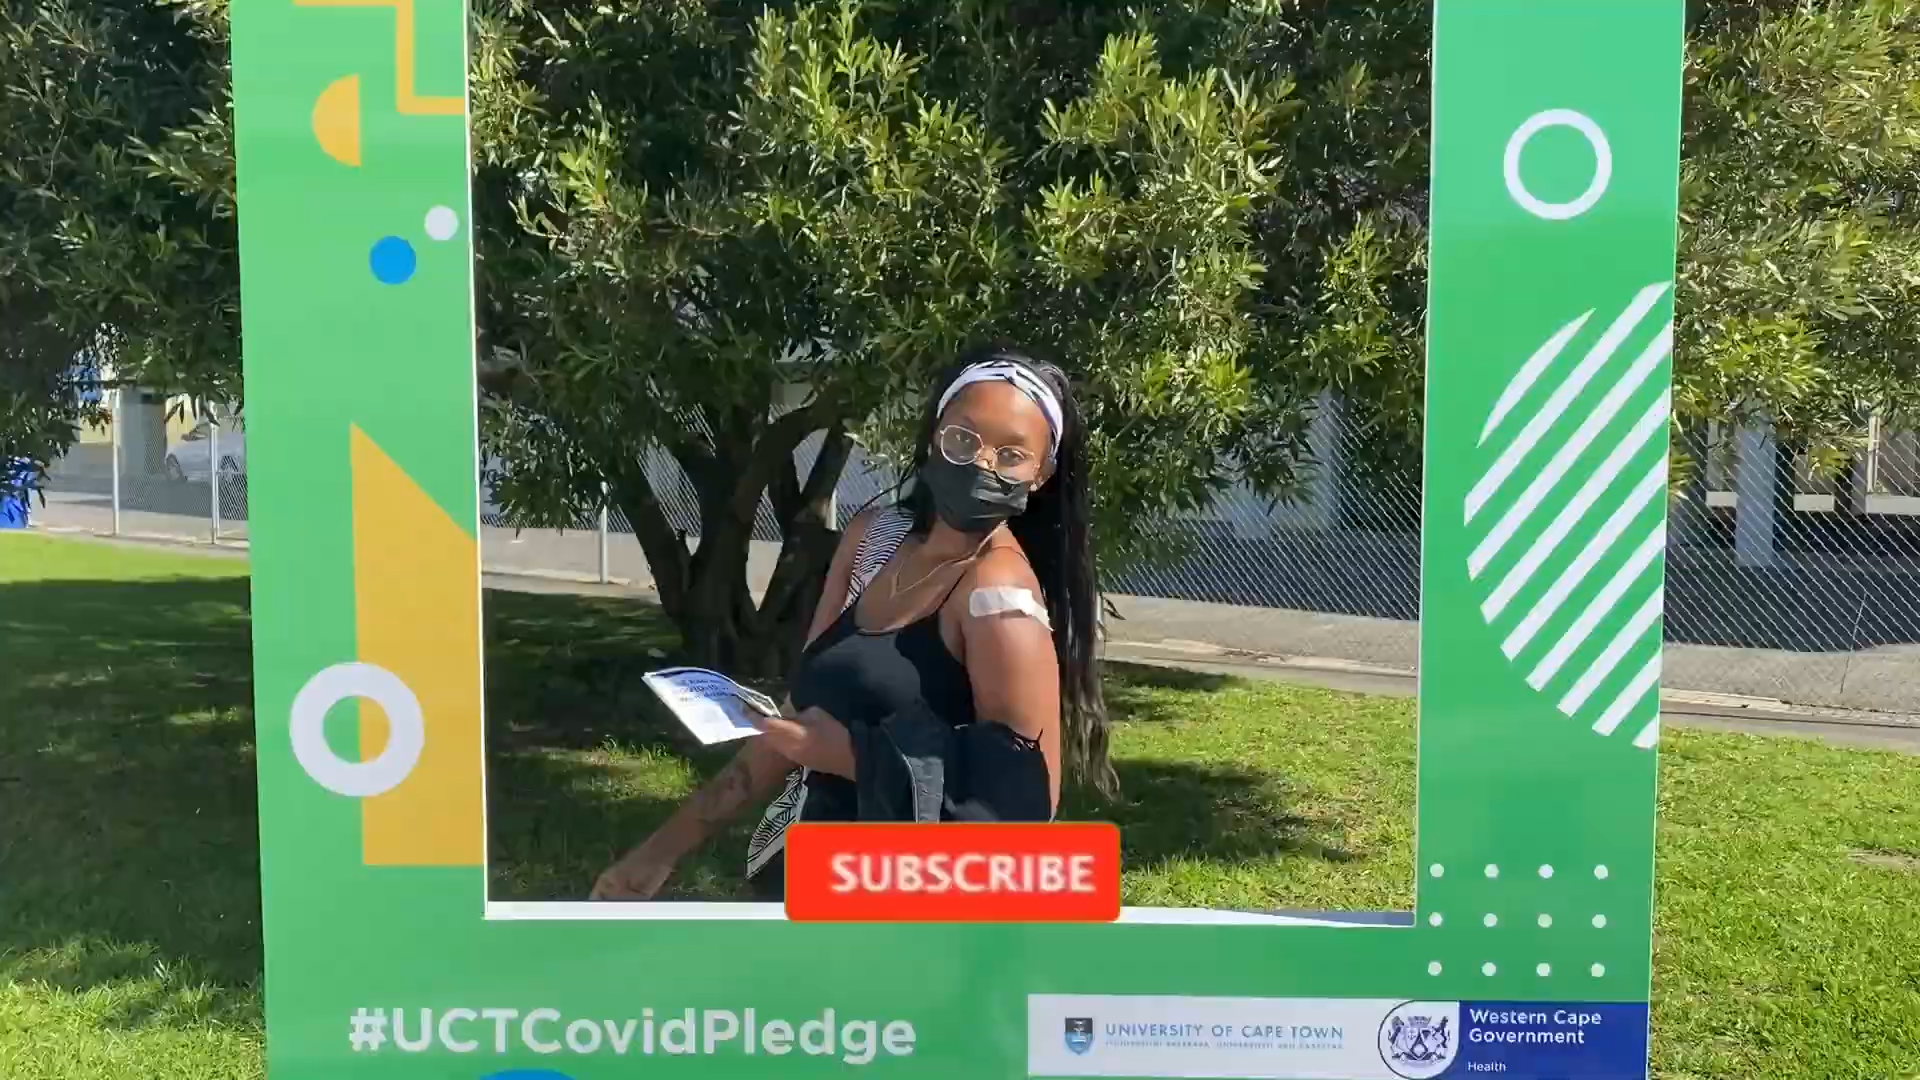 SUBSCRIBE
#UCTCovidPledge
UNIVERSITY OF CAPE TOWN
Western Cape
Government
Health